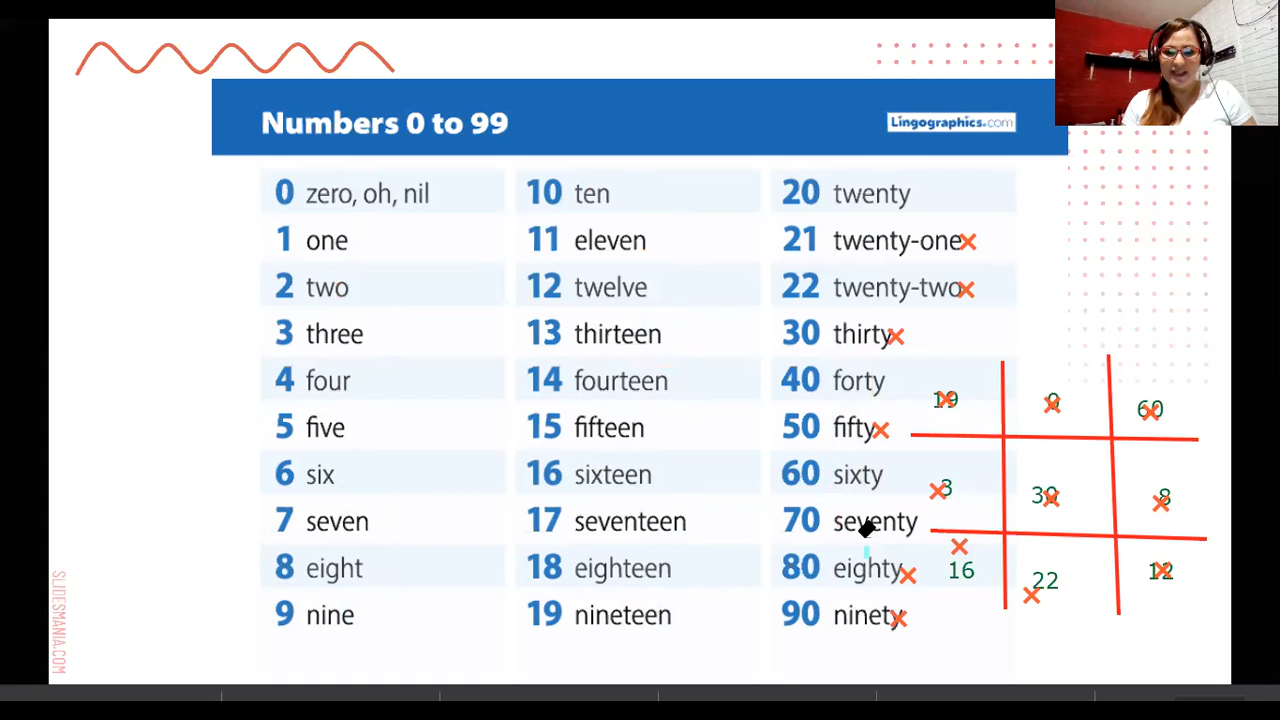 Numbers 0 to 99
Lingographics.com
0 zero, oh, nil
1 one
2 two
3 three
4 four
5 five
6 six
7 seven
8 eight
9 nine
10 ten
11 eleven
12 twelve
13 thirteen
14 fourteen
15 fifteen
16 sixteen
17 seventeen
18 eighteen
19 nineteen
20 twenty
21 twenty-one
22 twenty-two
30 thirty
40 forty
50 fifty
60 sixty
70 seventy
80 eighty
90 ninety
19 60
3 8
16 22 12
SLIDESMANIA.COM